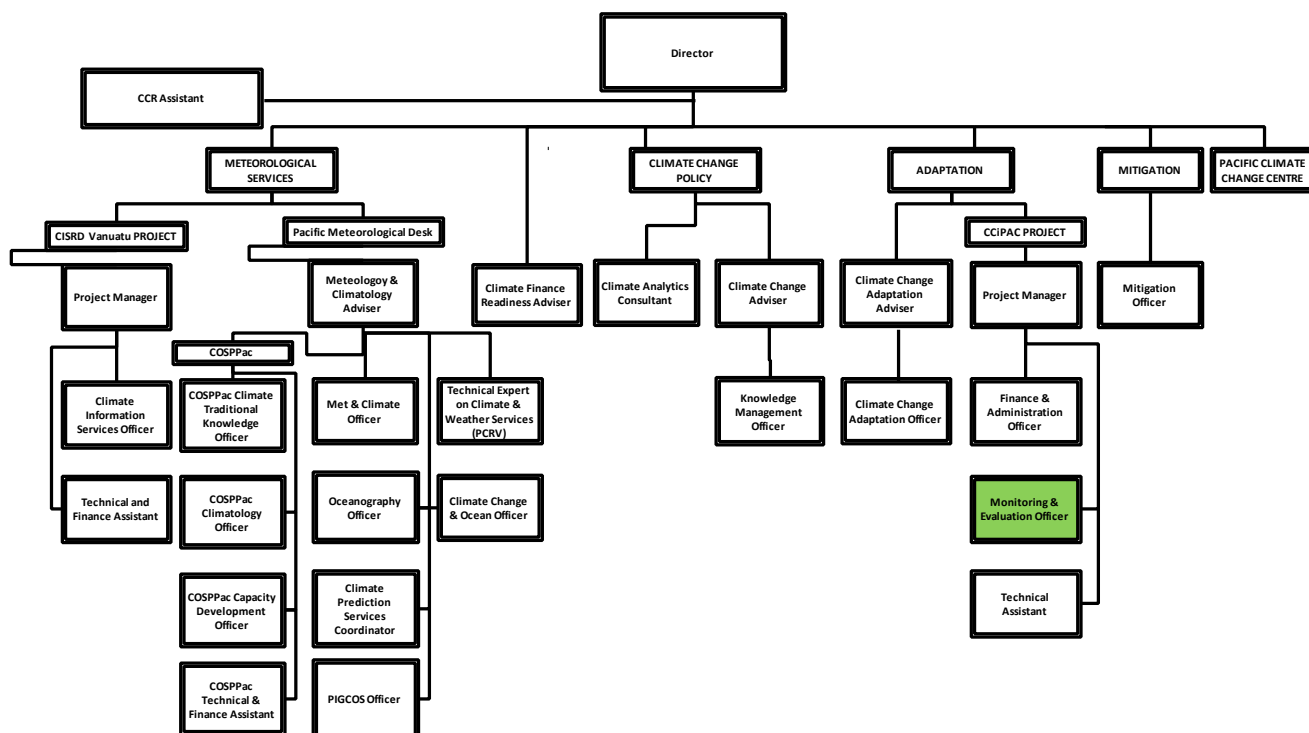 Director
CCR Assistant
METEOROLOGICAL
SERVICES
CLIMATE CHANGE
POLICY
ADAPTATION
MITIGATION
PACIFIC CLIMATE
CHANGE CENTRE
CISRD Vanuatu PROJECT
Pacific Meteorological Desk
CCiPAC PROJECT
Project Manager
Meteologoy &
Climatology
Adviser
Climate Finance
Readiness Adviser
Climate Analytics
Consultant
Climate Change
Adviser
Climate Change
Adaptation
Adviser
Project Manager
Mitigation
Officer
COSPPac
Climate
Information
Services Officer
COSPPac Climate
Traditional
Knowledge
Officer
Met & Climate
Officer
Technical Expert
on Climate &
Weather Services
(PCRV)
Knowledge
Management
Officer
Climate Change
Adaptation Officer
Finance &
Administration
Officer
Technical and
Finance Assistant
COSPPac
Climatology
Officer
Oceanography
Officer
Climate Change
& Ocean Officer
Monitoring &
Evaluation Officer
COSPPac Capacity
Development
Officer
Climate
Prediction
Services
Coordinator
Technical
Assistant
COSPPac
Technical &
Finance Assistant
PIGCOS Officer